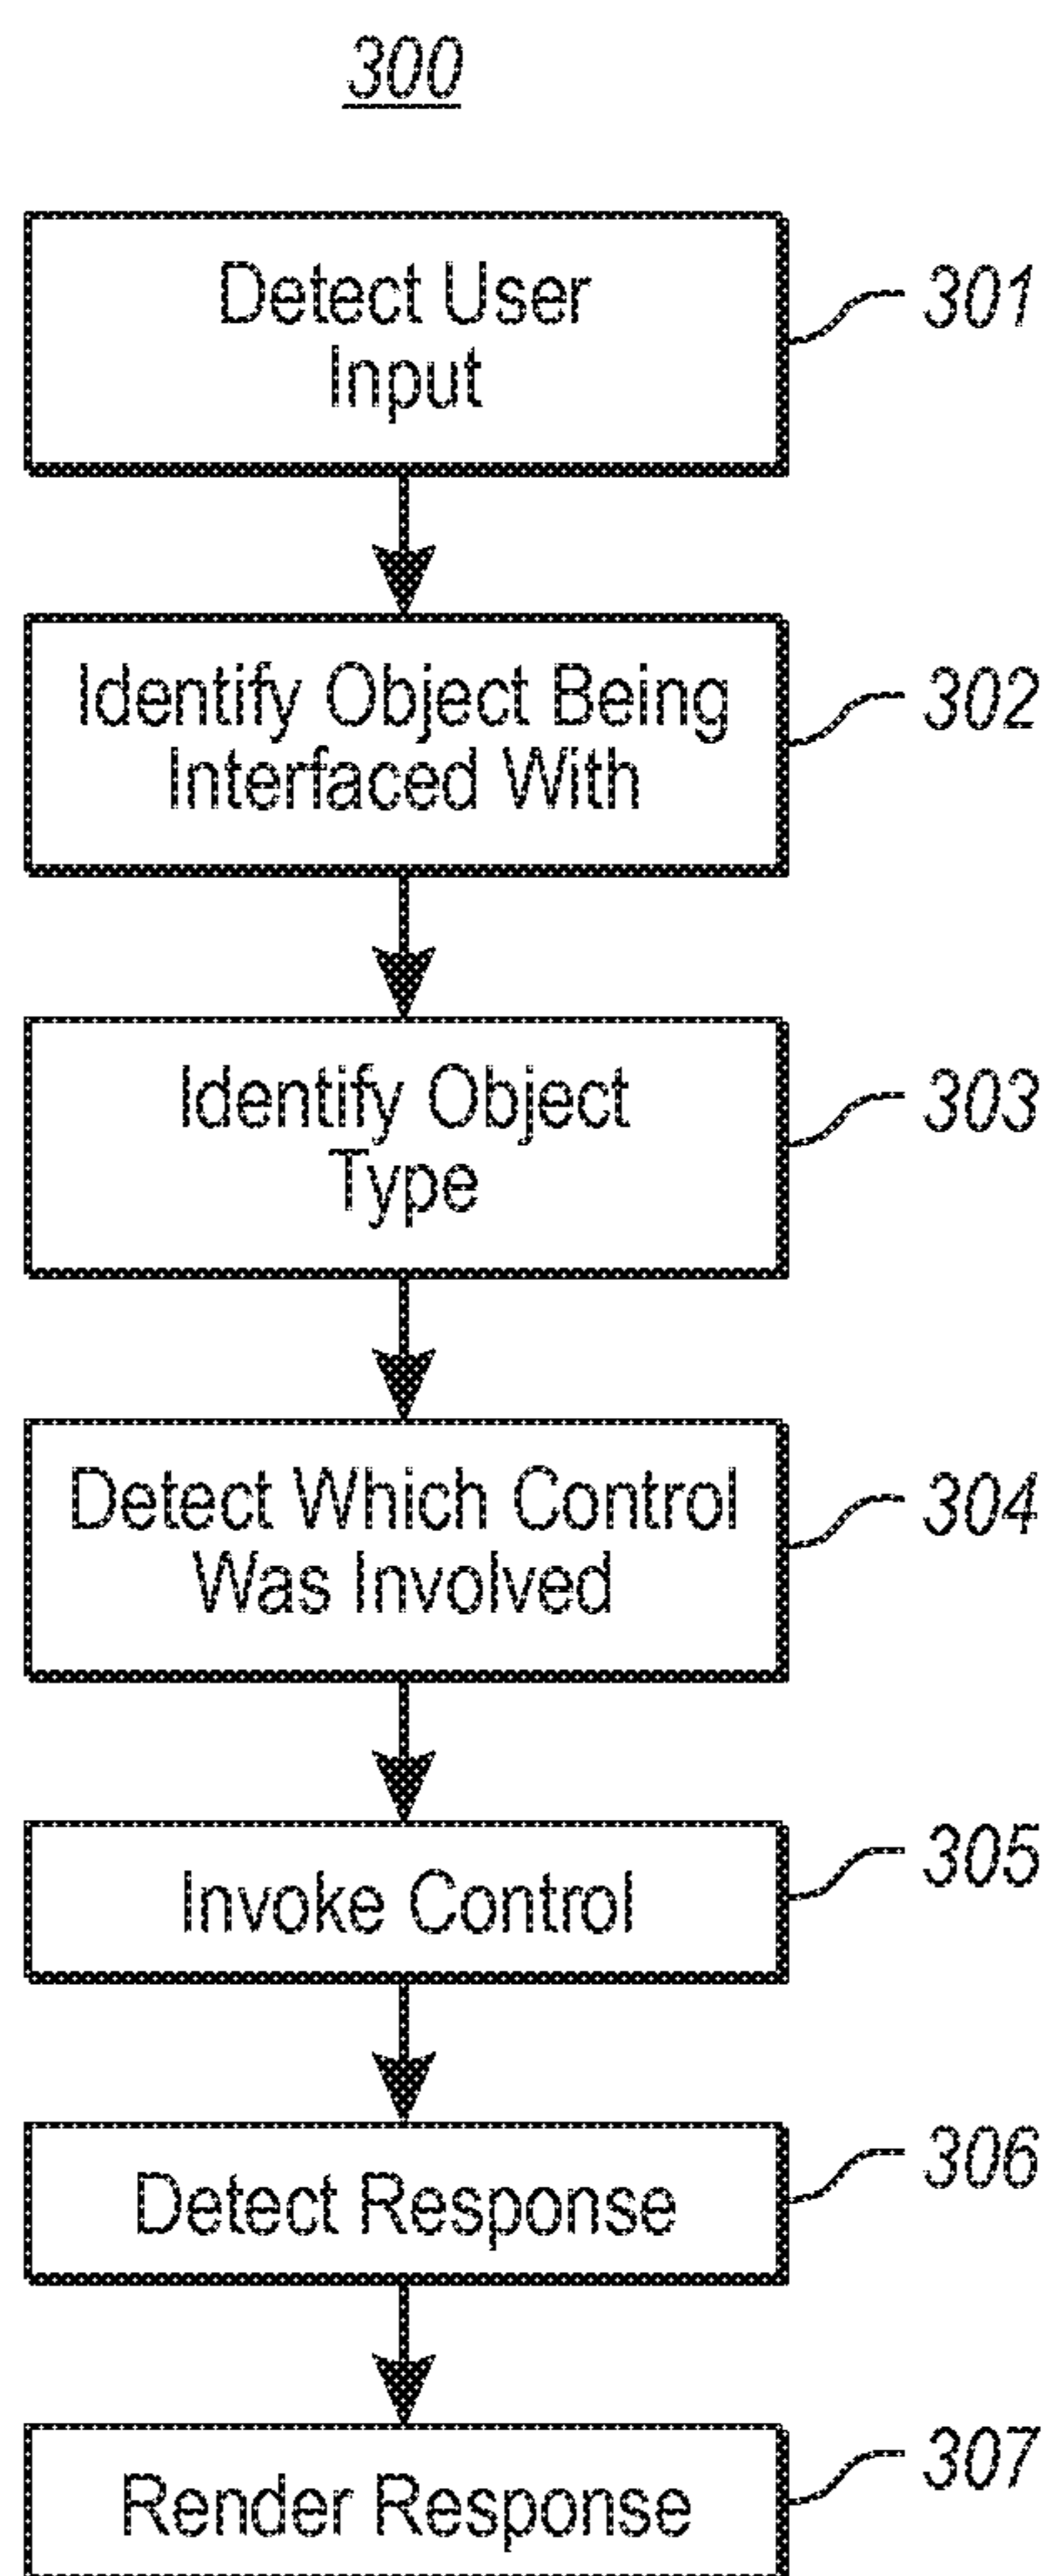 300
Detect User
Input
301
Identify Object Being
Interfaced With
302
Identify Object
Type
303
Detect Which Control
Was Involved
304
Invoke Control
305
Detect Response
306
Render Response
307